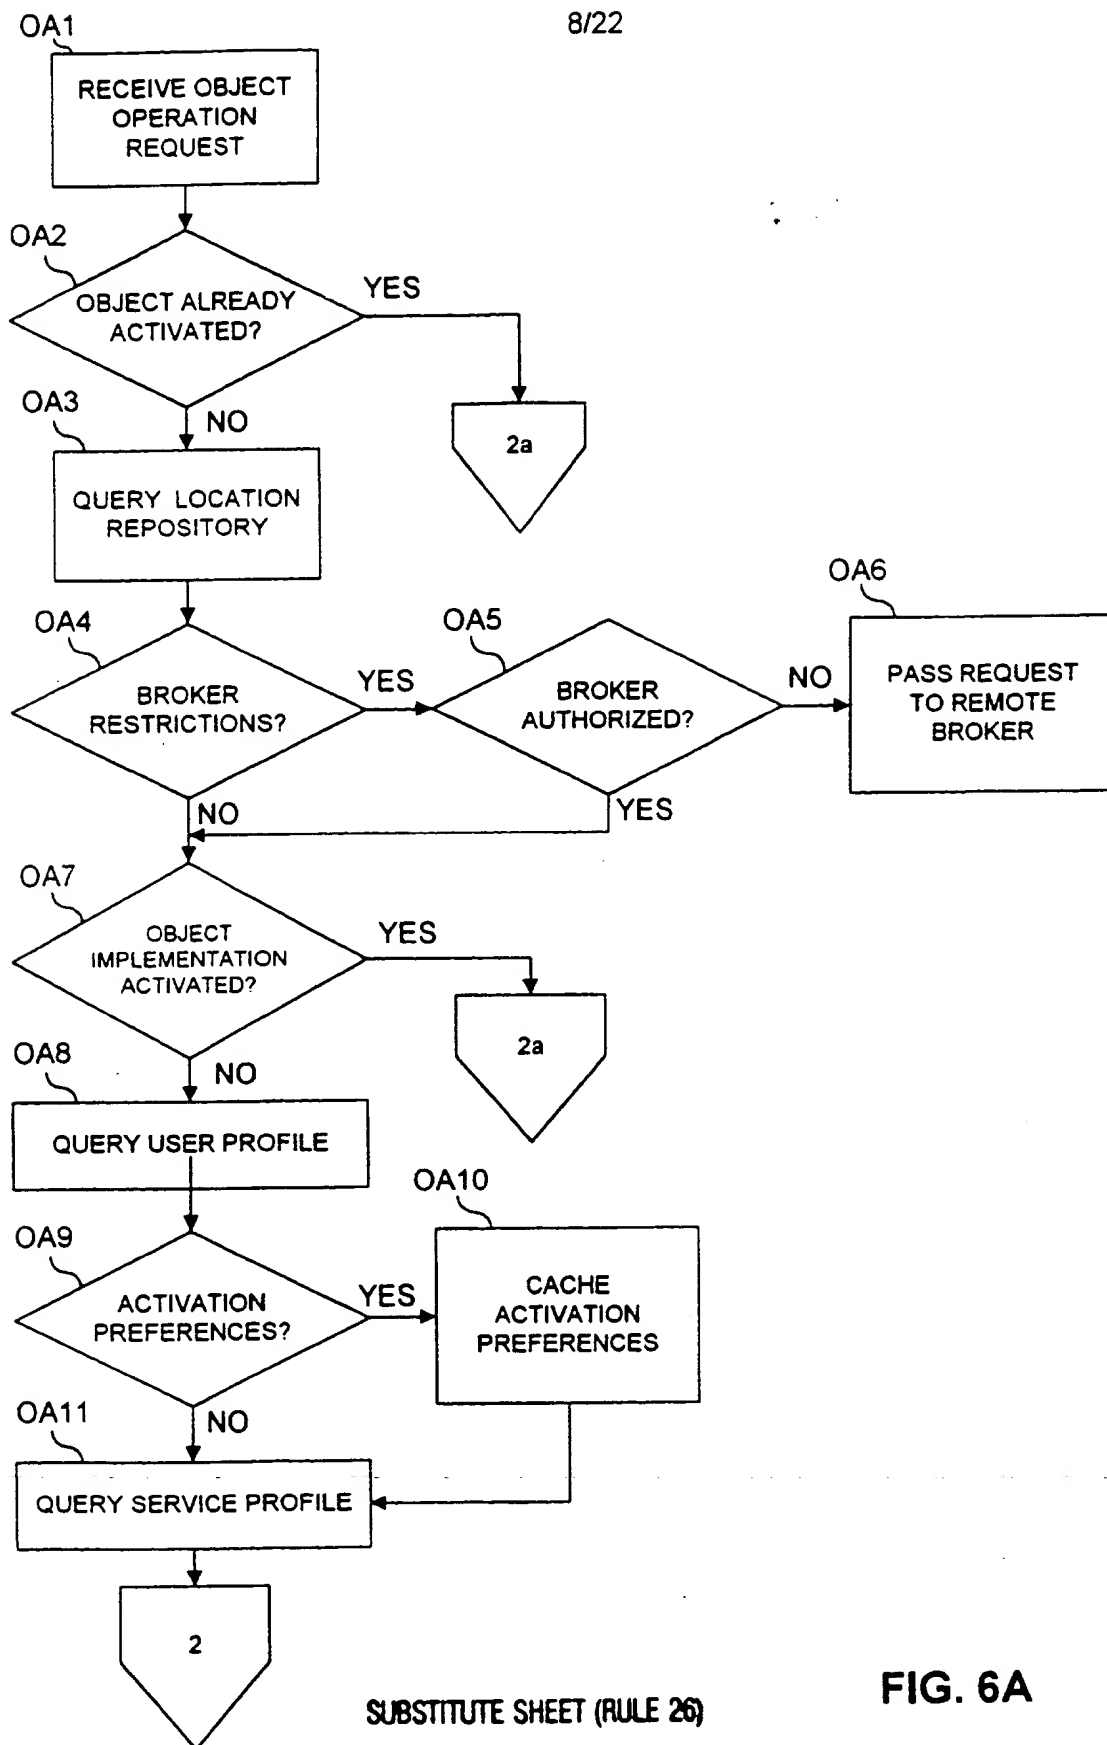 8/22
OA1
RECEIVE OBJECT
OPERATION
REQUEST
OA2
OBJECT ALREADY
ACTIVATED?
YES
2a
NO
OA3
QUERY LOCATION
REPOSITORY
OA4
BROKER
RESTRICTIONS?
YES
OA5
BROKER
AUTHORIZED?
NO
OA6
PASS REQUEST
TO REMOTE
BROKER
NO
YES
OA7
OBJECT
IMPLEMENTATION
ACTIVATED?
YES
2a
NO
OA8
QUERY USER PROFILE
OA9
ACTIVATION
PREFERENCES?
YES
OA10
CACHE
ACTIVATION
PREFERENCES
NO
OA11
QUERY SERVICE PROFILE
2
SUBSTITUTE SHEET (RULE 26)
FIG. 6A